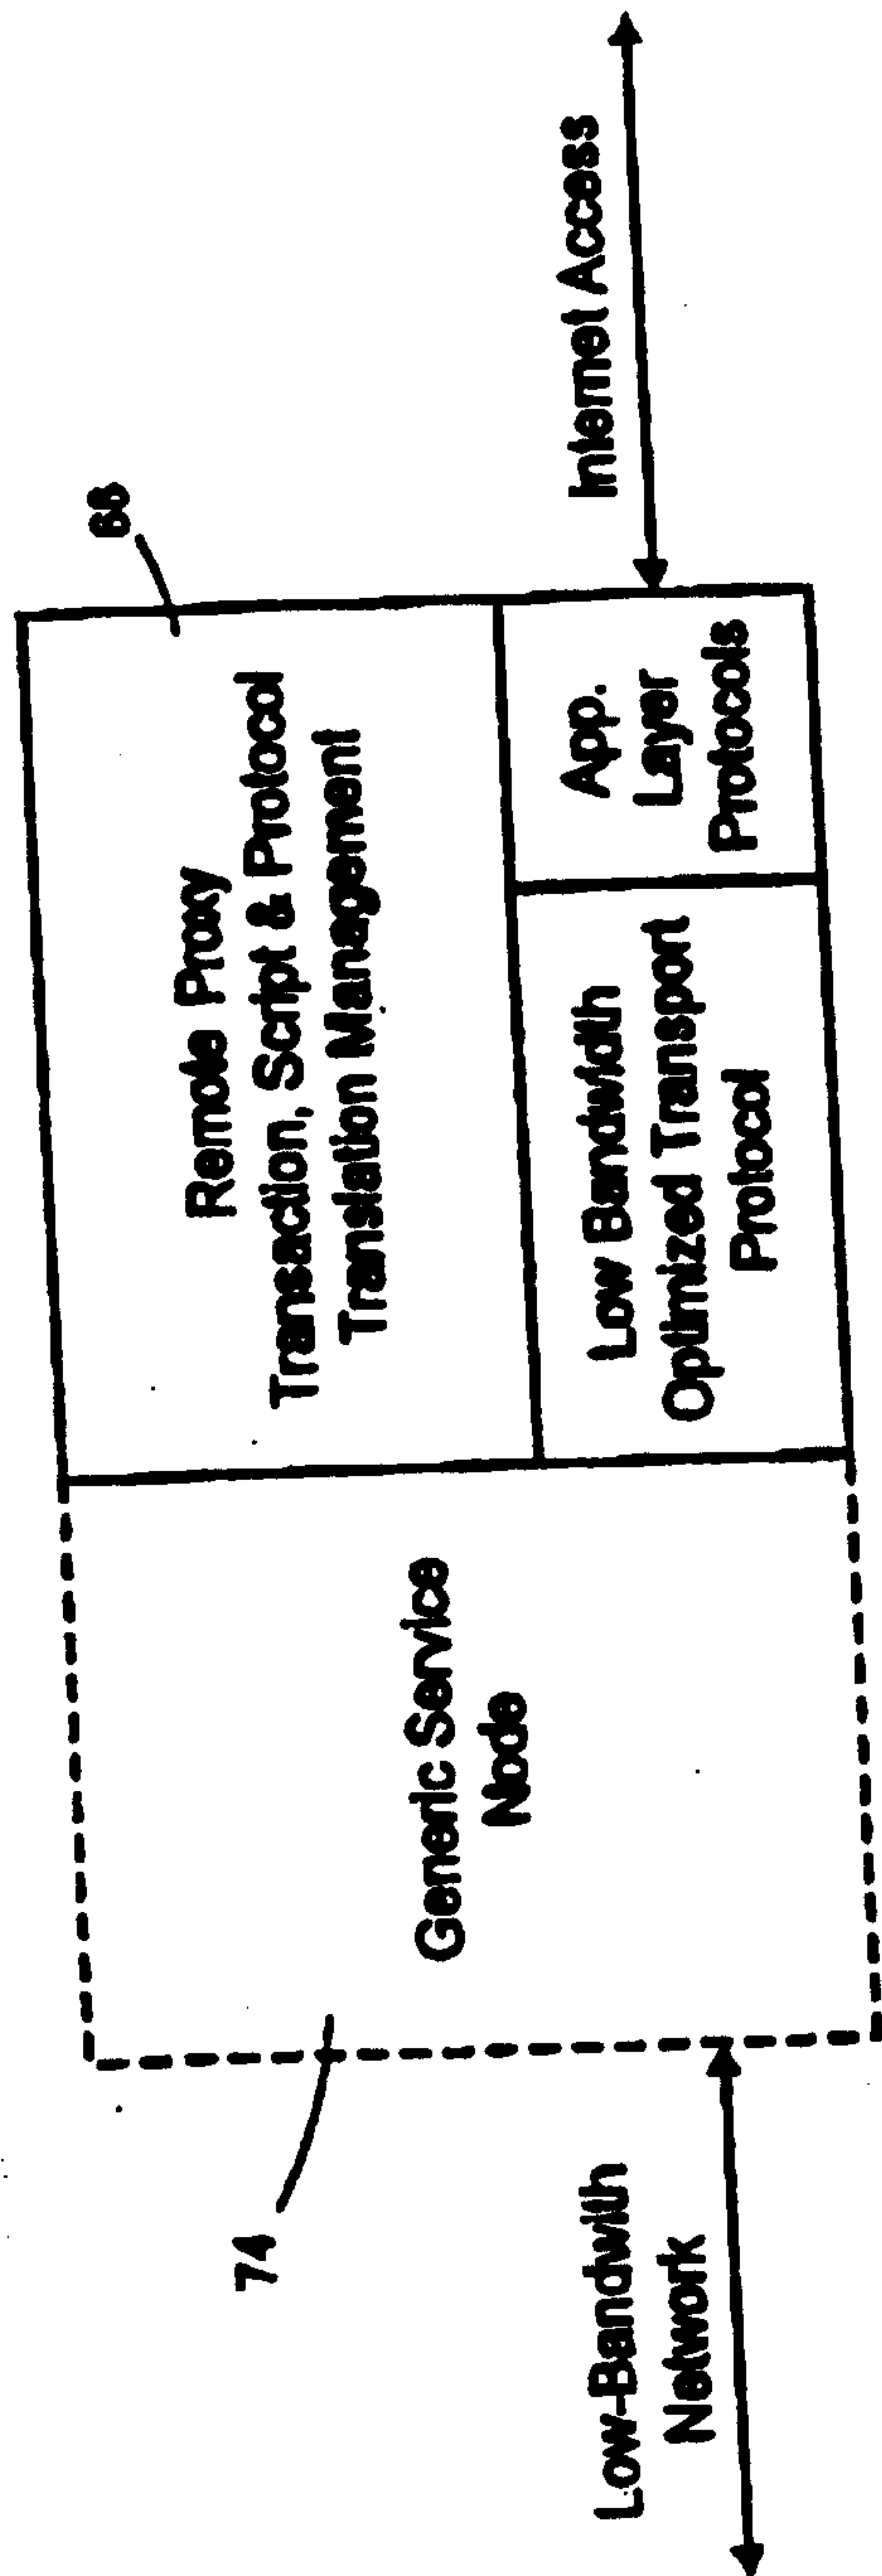 Remote Proxy
Transaction, Script & Protocol
Translation Management
74
Generic Service
Node
Low Bandwidth
Optimized Transport
Protocol
App.
Layer
Protocols
Low-Bandwith
Network
Internet Access